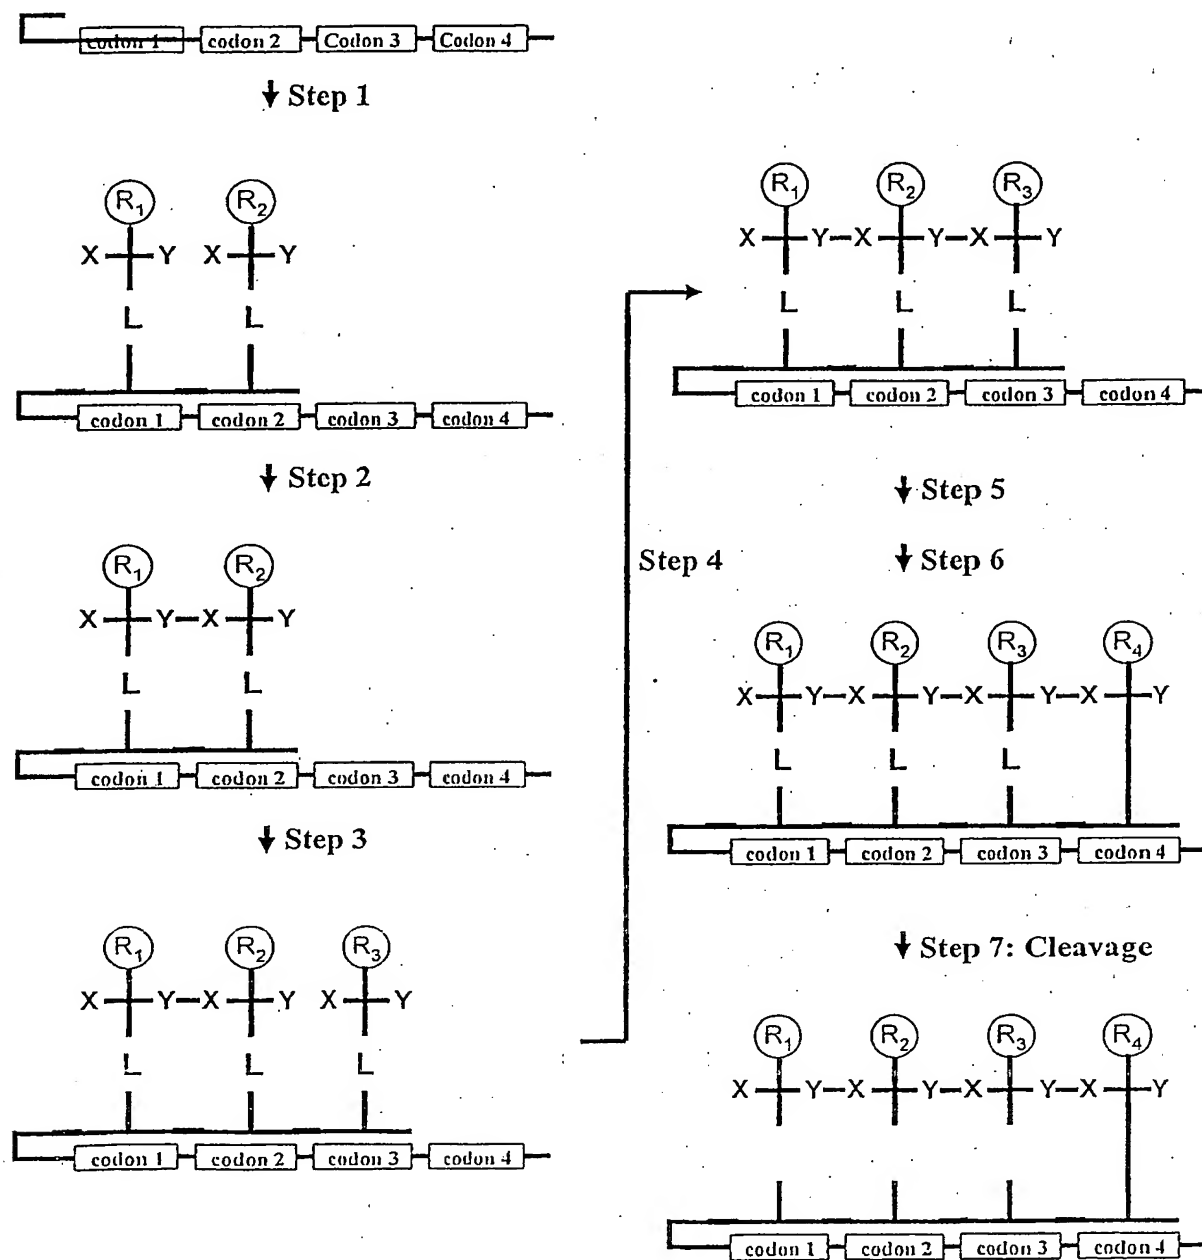 codon 1 codon 2 Codon 3 Codon 4
Step 1
R1 R2
X Y X Y
L L
codon 1 codon 2 codon 3 codon 4
Step 2
R1 R2
X Y X Y
L L
codon 1 codon 2 codon 3 codon 4
Step 3
R1 R2 R3
X Y X Y X Y
L L L
codon 1 codon 2 codon 3 codon 4
Step 4
R1 R2 R3
X Y X Y X Y
L L L
codon 1 codon 2 codon 3 codon 4
Step 5
Step 6
R1 R2 R3 R4
X Y X Y X Y X Y
L L L
codon 1 codon 2 codon 3 codon 4
Step 7: Cleavage
R1 R2 R3 R4
X Y X Y X Y X Y
codon 1 codon 2 codon 3 codon 4